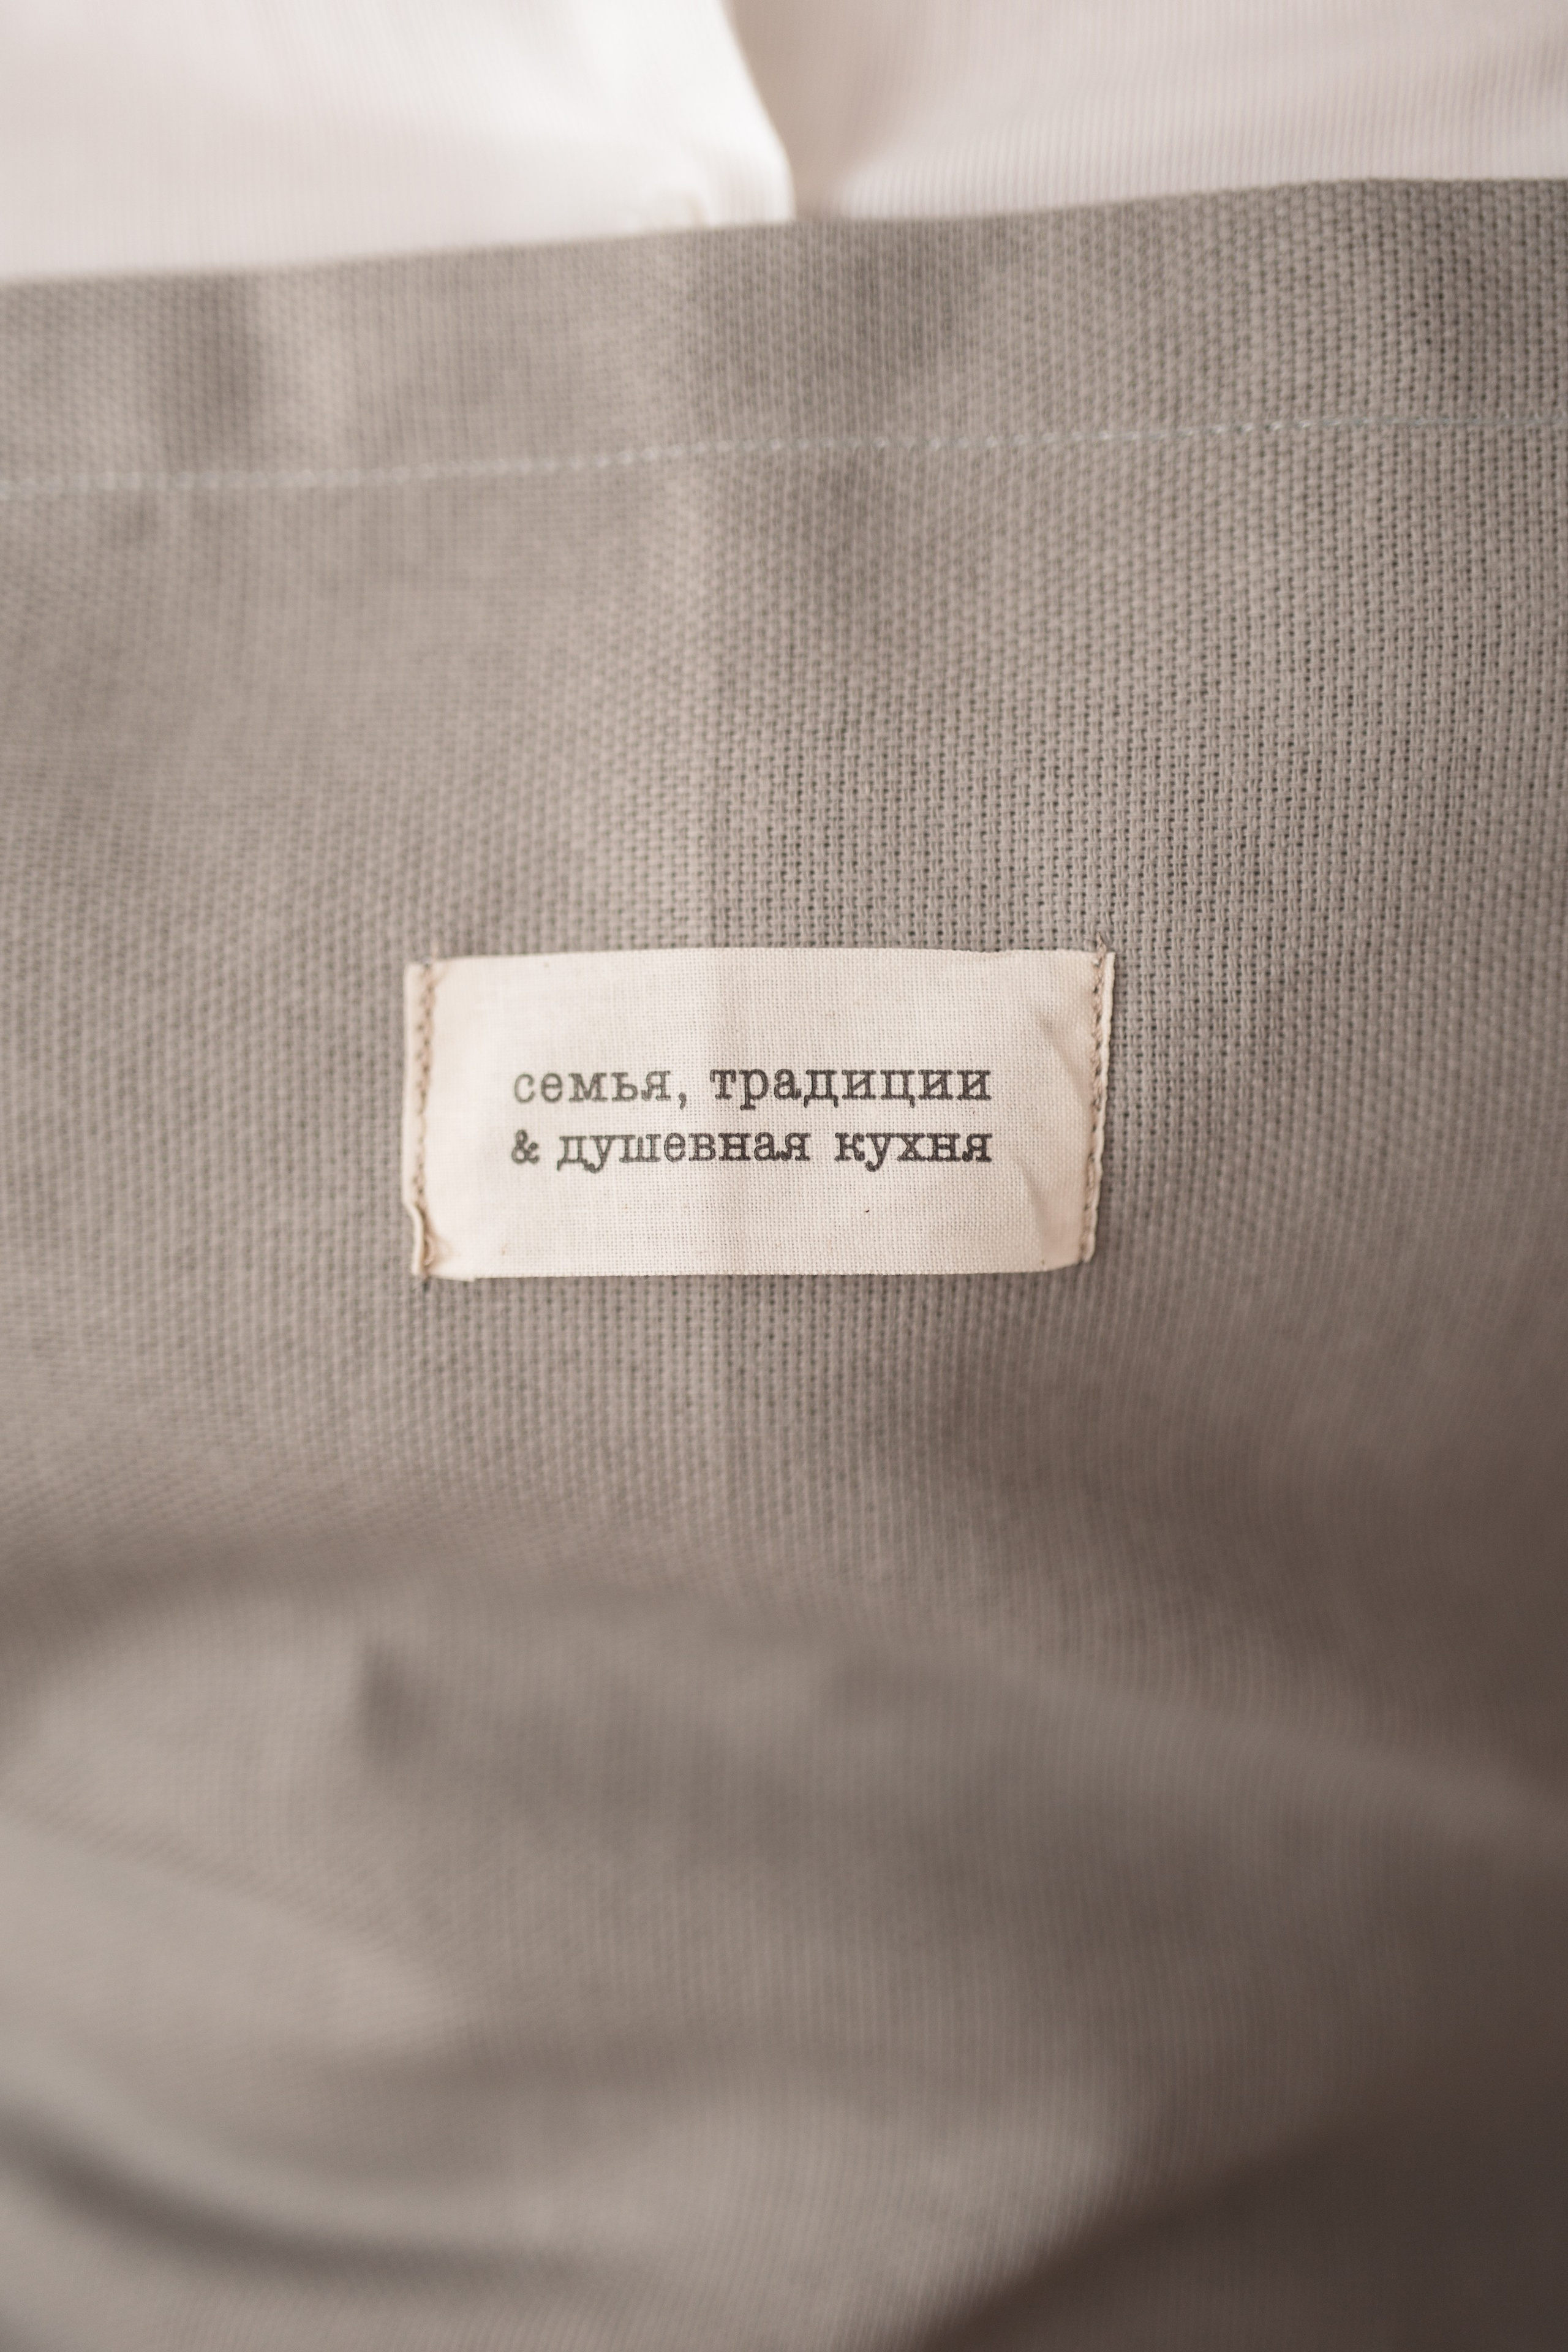 семья, традиции
& душевная кухня